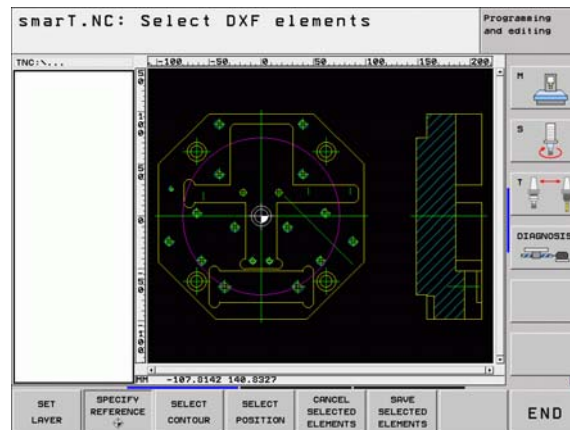 smarT.NC: Select DXF elements
Programming and editing
TNC:\...
-100 -50 0 50 100 150 200
M
S
T
DIAGNOSIS
MM -107.8142 140.8327
SET LAYER
SPECIFY REFERENCE
SELECT CONTOUR
SELECT POSITION
CANCEL SELECTED ELEMENTS
SAVE SELECTED ELEMENTS
END